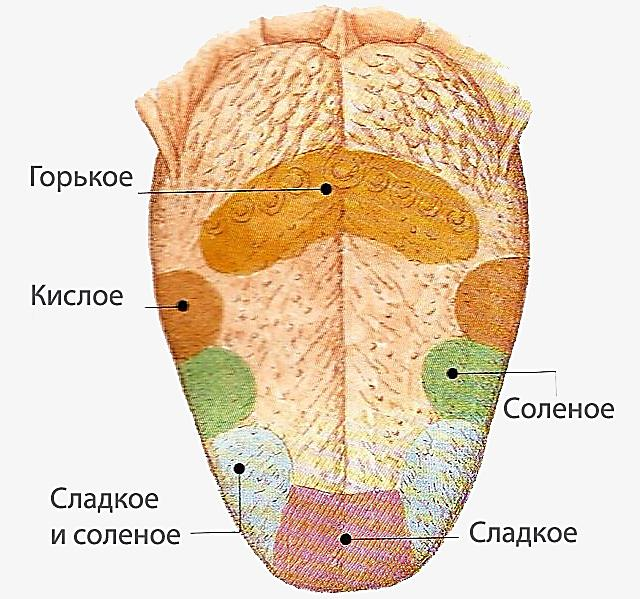 Горькое
Кислое
Соленое
Сладкое
и соленое
Сладкое